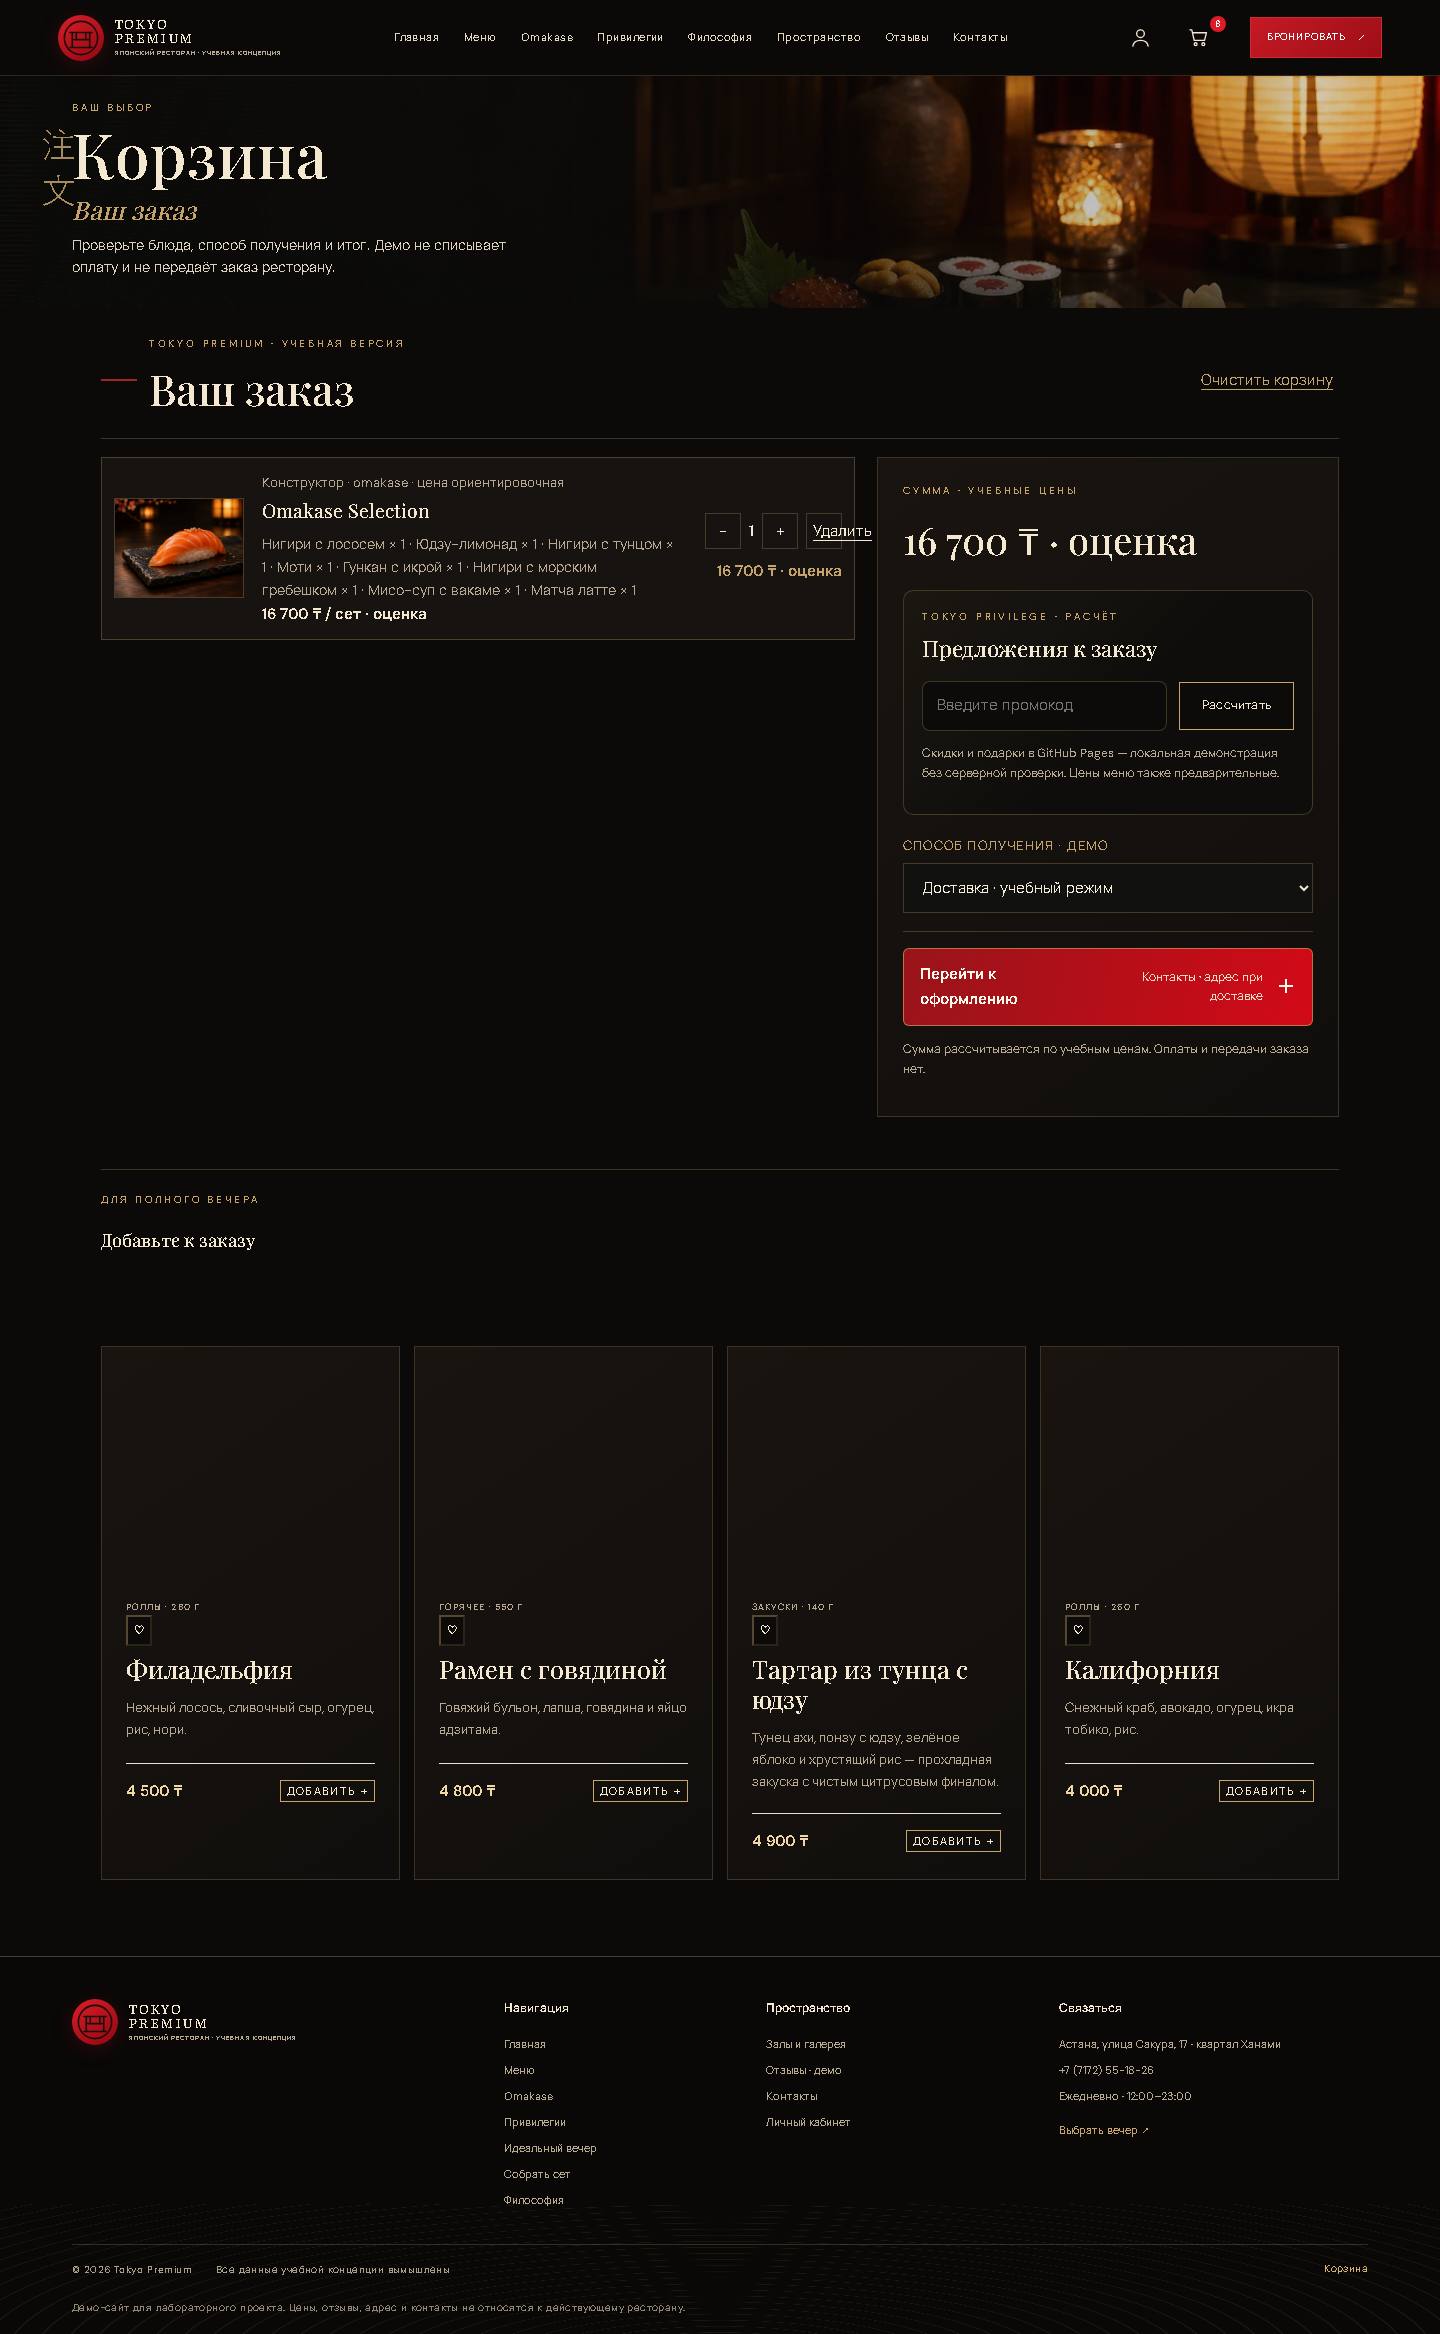 TOKYO
PREMIUM
ЯПОНСКИЙ РЕСТОРАН · УЧЕБНАЯ КОНЦЕПЦИЯ
Главная
Меню
Omakase
Привилегии
Философия
Пространство
Отзывы
Контакты
БРОНИРОВАТЬ ↗
ВАШ ВЫБОР
注文
Корзина
Ваш заказ
Проверьте блюда, способ получения и итог. Демо не списывает
оплату и не передаёт заказ ресторану.
TOKYO PREMIUM · УЧЕБНАЯ ВЕРСИЯ
Ваш заказ
Очистить корзину
Конструктор · omakase · цена ориентировочная
Omakase Selection
Нигири с лососем × 1 · Юдзу-лимонад × 1 · Нигири с тунцом ×
1 · Моти × 1 · Гункан с икрой × 1 · Нигири с морским
гребешком × 1 · Мисо-суп с вакаме × 1 · Матча латте × 1
16 700 ₸ / сет · оценка
− 1 + Удалить
16 700 ₸ · оценка
СУММА · УЧЕБНЫЕ ЦЕНЫ
16 700 ₸ · оценка
TOKYO PRIVILEGE · РАСЧЁТ
Предложения к заказу
Введите промокод
Рассчитать
Скидки и подарки в GitHub Pages — локальная демонстрация
без серверной проверки. Цены меню также предварительные.
СПОСОБ ПОЛУЧЕНИЯ · ДЕМО
Доставка · учебный режим
Перейти к
оформлению
Контакты · адрес при
доставке
+
Сумма рассчитывается по учебным ценам. Оплаты и передачи заказа
нет.
ДЛЯ ПОЛНОГО ВЕЧЕРА
Добавьте к заказу
РОЛЛЫ · 280 Г
♡
Филадельфия
Нежный лосось, сливочный сыр, огурец,
рис, нори.
4 500 ₸
ДОБАВИТЬ +
ГОРЯЧЕЕ · 550 Г
♡
Рамен с говядиной
Говяжий бульон, лапша, говядина и яйцо
адзитама.
4 800 ₸
ДОБАВИТЬ +
ЗАКУСКИ · 140 Г
♡
Тартар из тунца с
юдзу
Тунец ахи, понзу с юдзу, зелёное
яблоко и хрустящий рис — прохладная
закуска с чистым цитрусовым финалом.
4 900 ₸
ДОБАВИТЬ +
РОЛЛЫ · 260 Г
♡
Калифорния
Снежный краб, авокадо, огурец, икра
тобико, рис.
4 000 ₸
ДОБАВИТЬ +
TOKYO
PREMIUM
ЯПОНСКИЙ РЕСТОРАН · УЧЕБНАЯ КОНЦЕПЦИЯ
Навигация
Главная
Меню
Omakase
Привилегии
Идеальный вечер
Собрать сет
Философия
Пространство
Залы и галерея
Отзывы · демо
Контакты
Личный кабинет
Связаться
Астана, улица Сакура, 17 · квартал Ханами
+7 (7172) 55-18-26
Ежедневно · 12:00–23:00
Выбрать вечер ↗
© 2026 Tokyo Premium
Все данные учебной концепции вымышлены
Корзина
Демо-сайт для лабораторного проекта. Цены, отзывы, адрес и контакты не относятся к действующему ресторану.